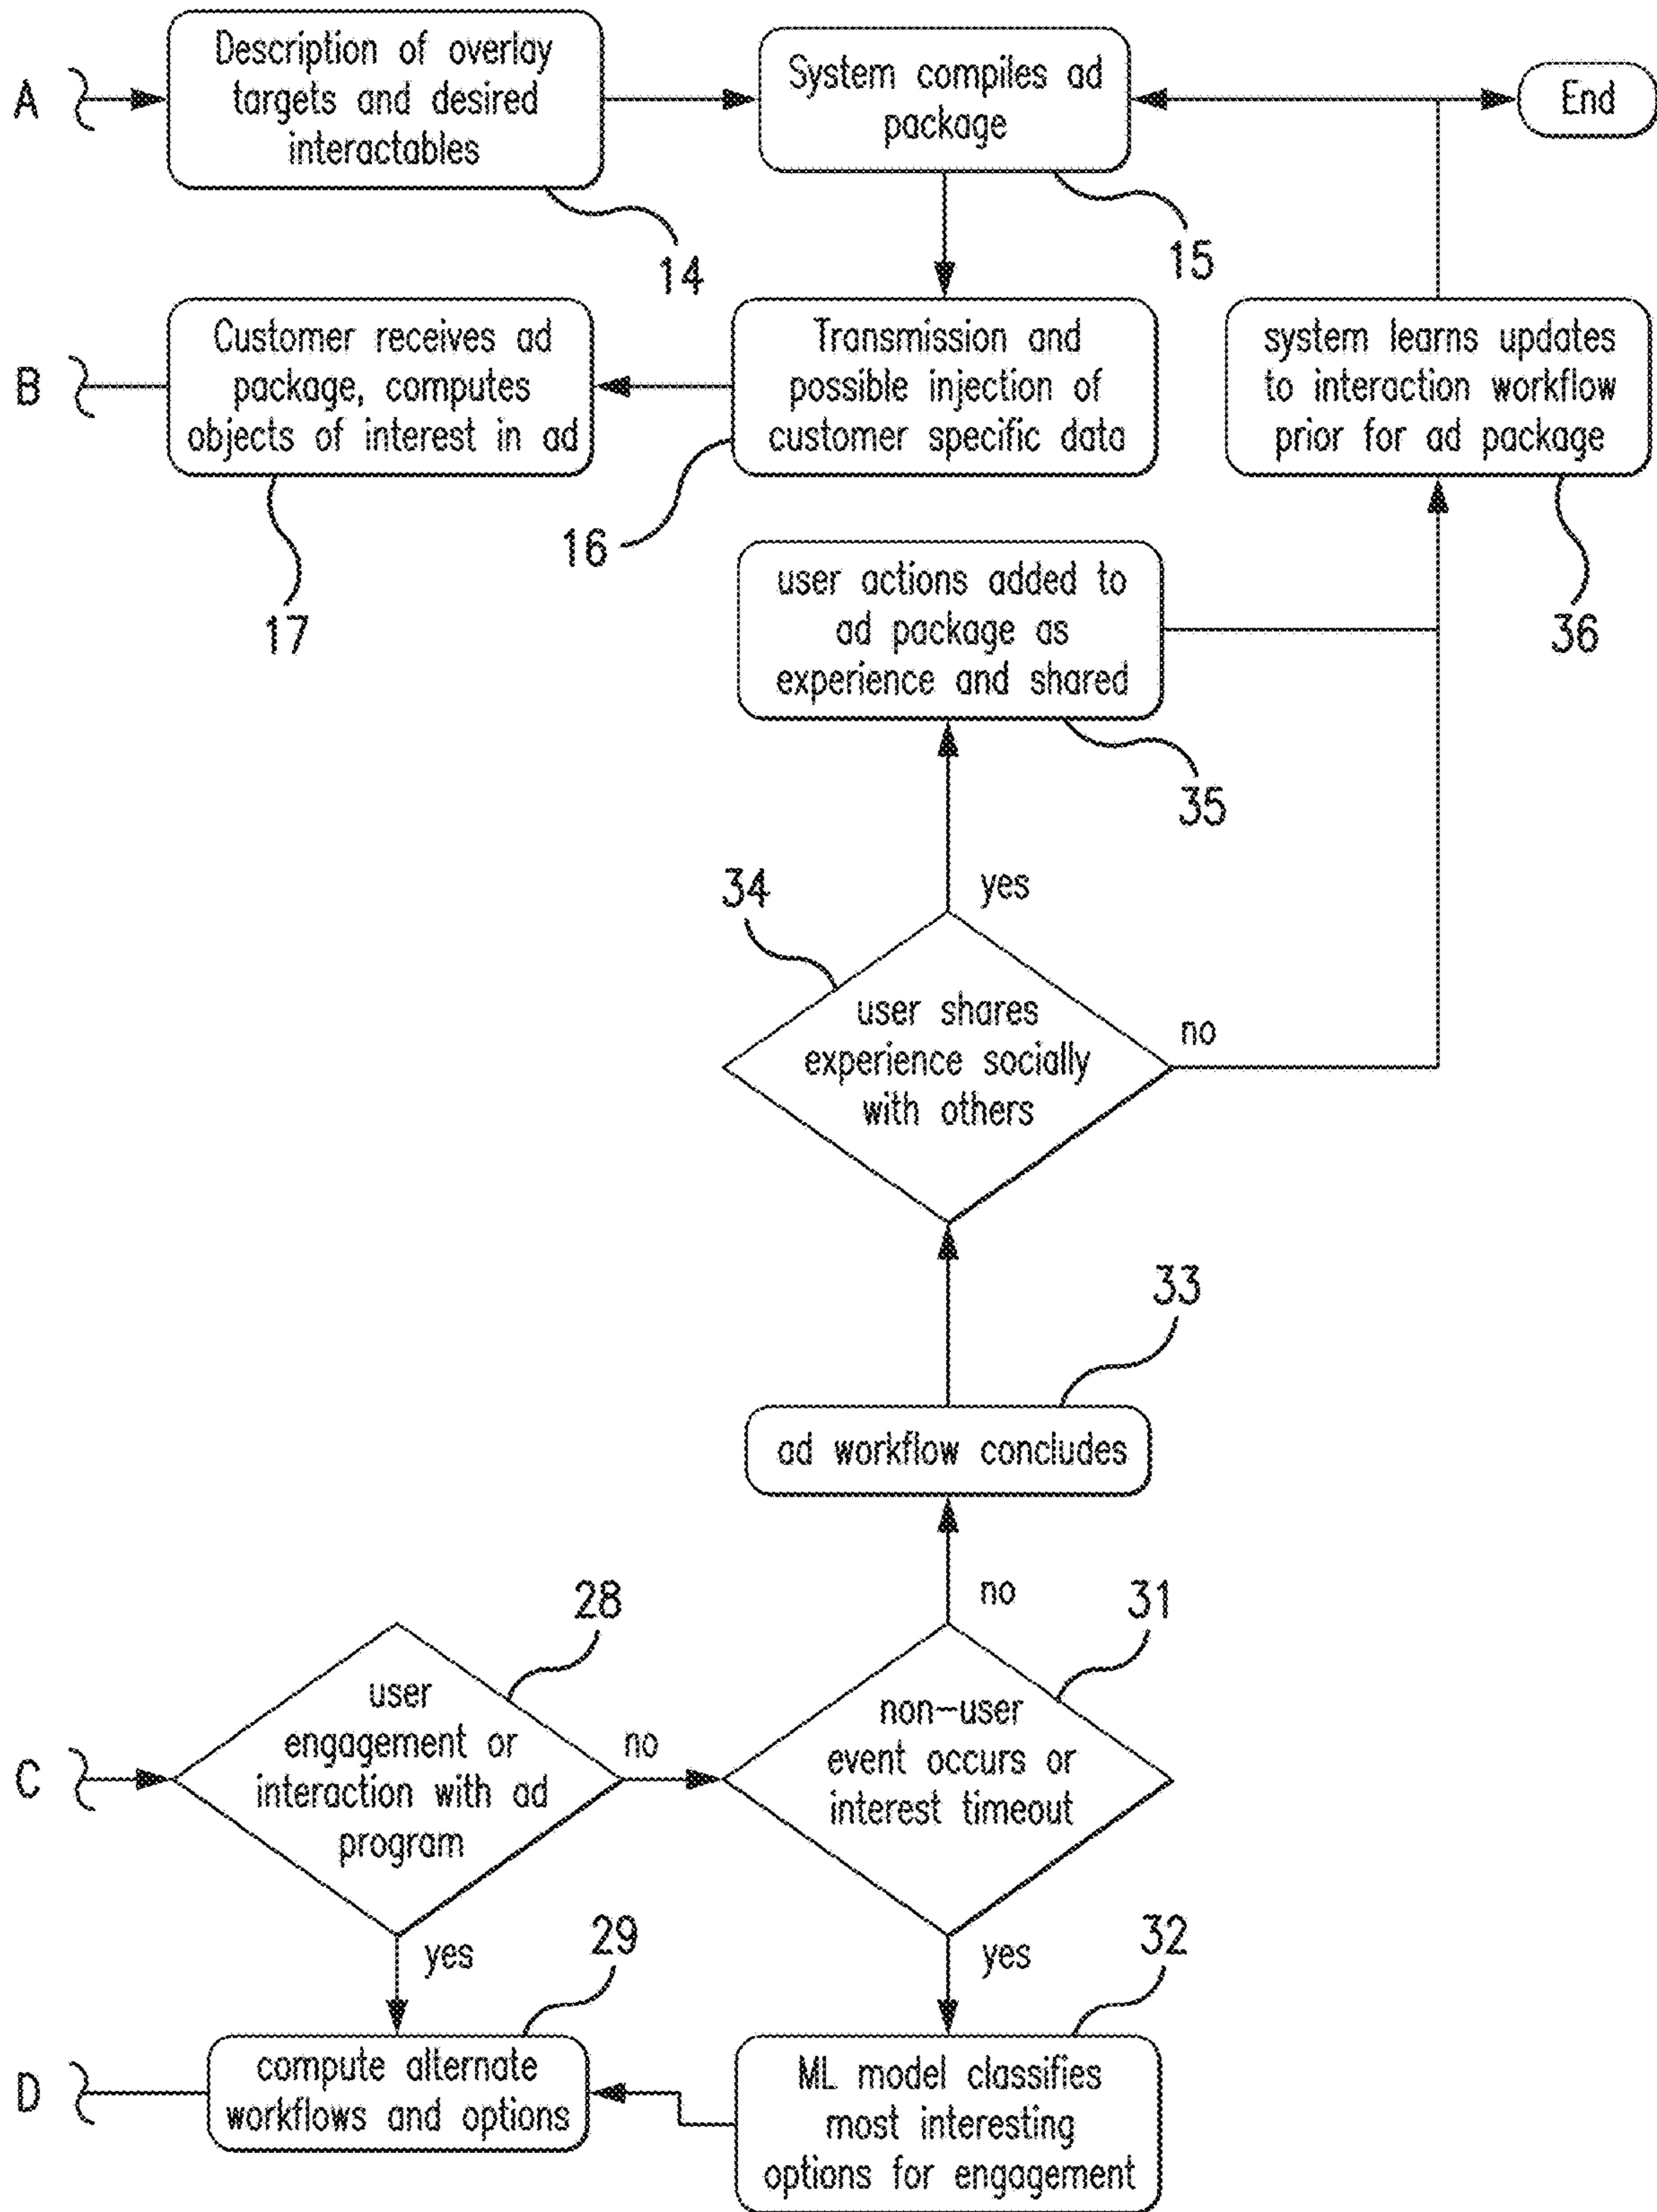 A
Description of overlay
targets and desired
interactables
14
System compiles ad
package
15
End
B
Customer receives ad
package, computes
objects of interest in ad
17
Transmission and
possible injection of
customer specific data
16
system learns updates
to interaction workflow
prior for ad package
36
user actions added to
ad package as
experience and shared
35
yes
34
user shares
experience socially
with others
no
33
ad workflow concludes
no
28
31
C
user
engagement or
interaction with ad
program
no
non-user
event occurs or
interest timeout
yes
29
yes
32
D
compute alternate
workflows and options
ML model classifies
most interesting
options for engagement